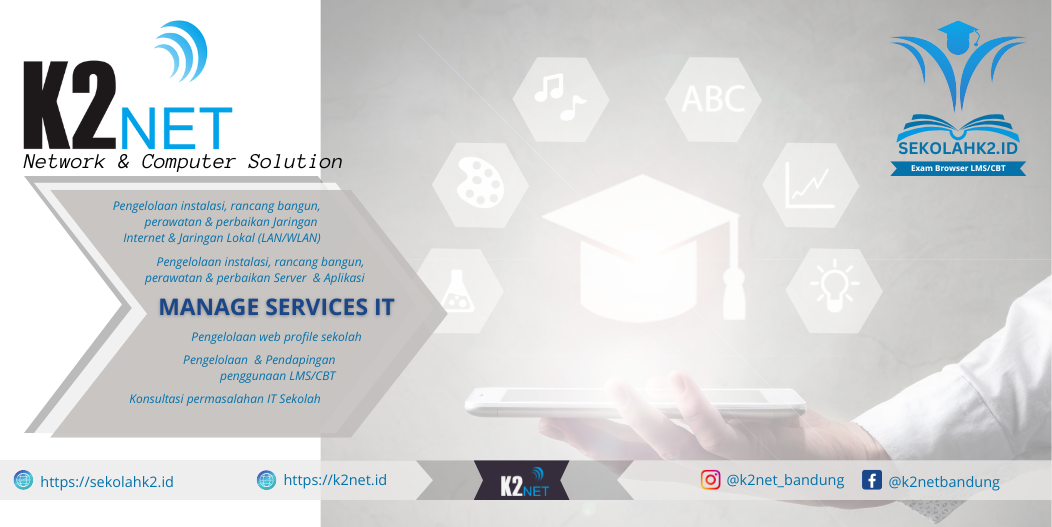 K2NET
Network & Computer Solution
ABC
SEKOLAHK2.ID
Exam Browser LMS/CBT
Pengelolaan instalasi, rancang bangun,
perawatan & perbaikan Jaringan
Internet & Jaringan Lokal (LAN/WLAN)
Pengelolaan instalasi, rancang bangun,
perawatan & perbaikan Server & Aplikasi
MANAGE SERVICES IT
Pengelolaan web profile sekolah
Pengelolaan & Pendapingan
penggunaan LMS/CBT
Konsultasi permasalahan IT Sekolah
https://sekolahk2.id
https://k2net.id
K2NET
@k2net_bandung
@k2netbandung